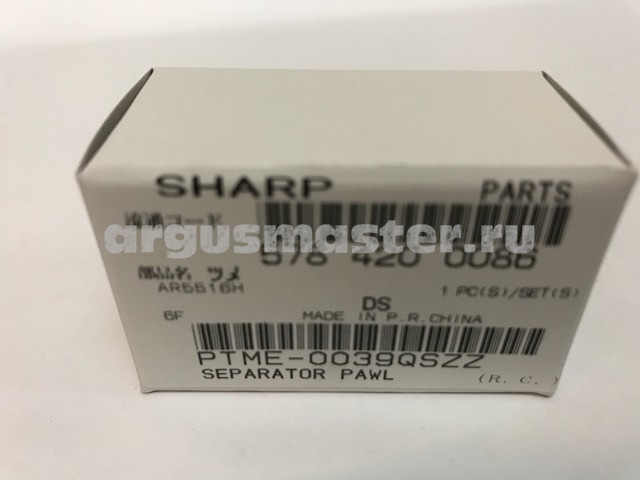 SHARP PARTS
流通コード
argusmaster.ru
578 420 0086
部品名 ツメ
AR5516H
1 PC(S)/SET(S)
DS
6F MADE IN P.R.CHINA
PTME-0039QSZZ
SEPARATOR PAWL (R. C.)